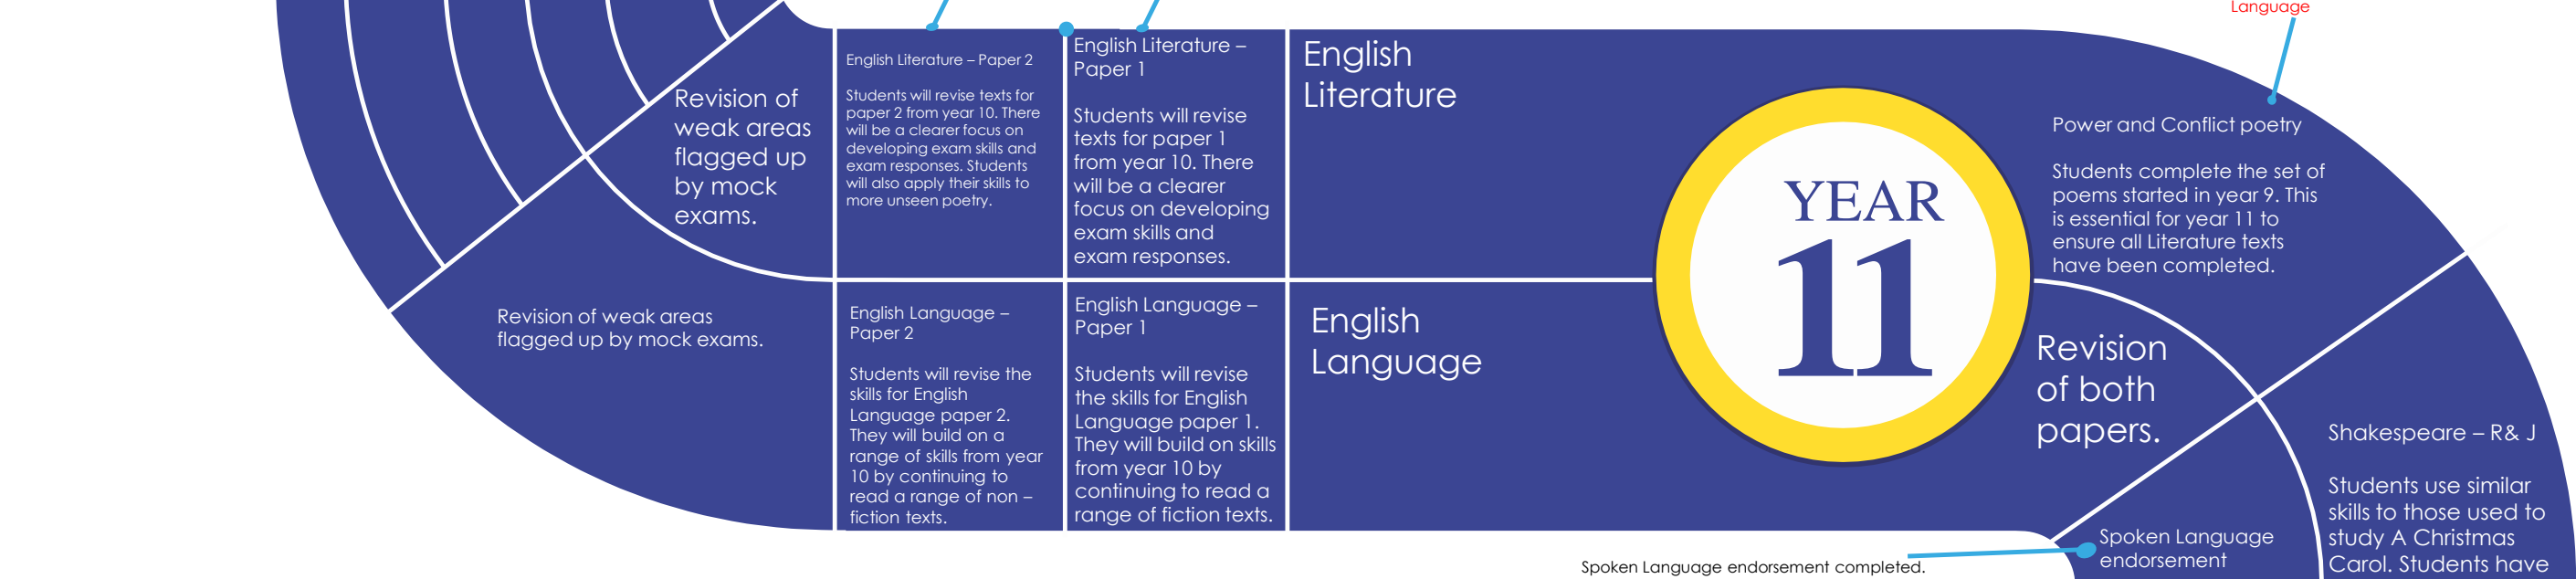 Language
English Literature – Paper 2
Students will revise texts for
paper 2 from year 10. There
will be a clearer focus on
developing exam skills and
exam responses. Students
will also apply their skills to
more unseen poetry.
English Literature –
Paper 1
Students will revise
texts for paper 1
from year 10. There
will be a clearer
focus on developing
exam skills and
exam responses.
English
Literature
YEAR
11
Power and Conflict poetry
Students complete the set of
poems started in year 9. This
is essential for year 11 to
ensure all Literature texts
have been completed.
Revision of
weak areas
flagged up
by mock
exams.
Revision of weak areas
flagged up by mock exams.
English Language –
Paper 2
Students will revise the
skills for English
Language paper 2.
They will build on a
range of skills from year
10 by continuing to
read a range of non –
fiction texts.
English Language –
Paper 1
Students will revise
the skills for English
Language paper 1.
They will build on skills
from year 10 by
continuing to read a
range of fiction texts.
English
Language
Revision
of both
papers.
Shakespeare – R& J
Students use similar
skills to those used to
study A Christmas
Carol. Students have
Spoken Language
endorsement
Spoken Language endorsement completed.